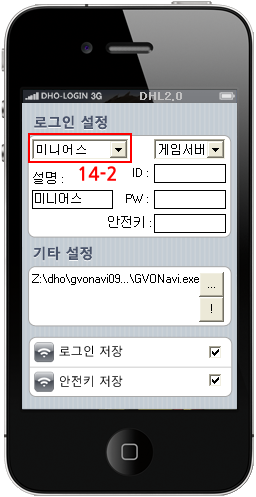 DHO-LOGIN 3G DHL2,0
로그인 설정
미니어스 게임서버
설명 : 14-2 ID :
미니어스 PW :
안전키 :
기타 설정
Z:\dho\gvonavi09...\GVONavi.exe ...
!
로그인 저장
안전키 저장